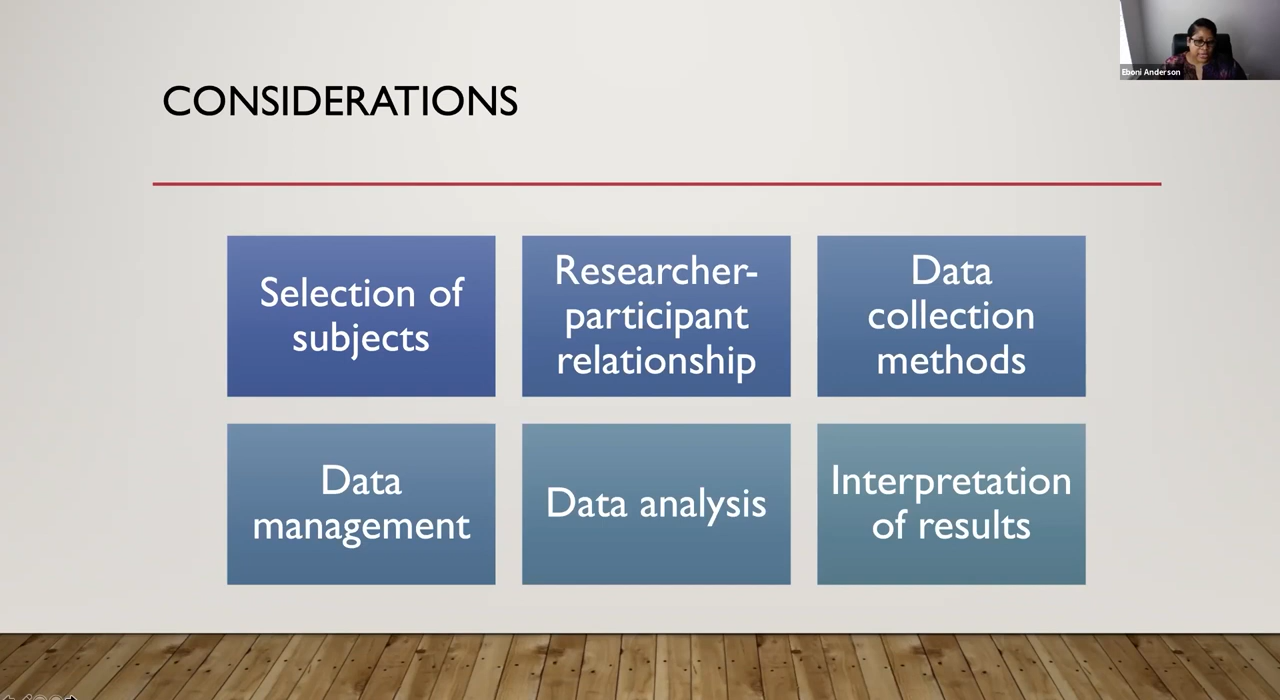 Eboni Anderson
CONSIDERATIONS
Selection of
subjects
Researcher-
participant
relationship
Data
collection
methods
Data
management
Data analysis
Interpretation
of results